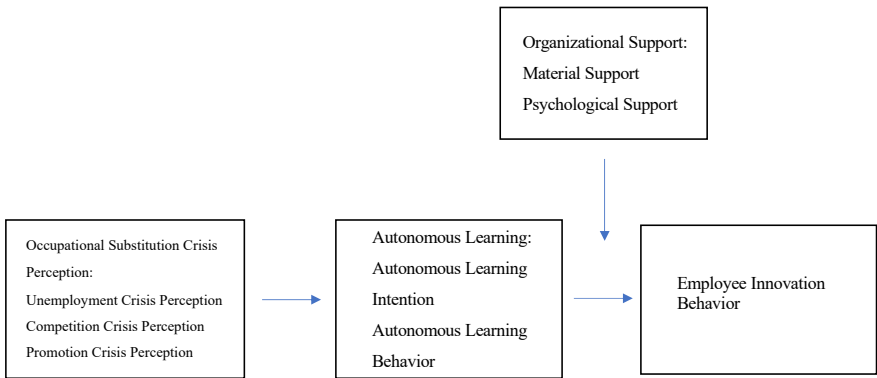 Organizational Support:
Material Support
Psychological Support
Occupational Substitution Crisis
Perception:
Unemployment Crisis Perception
Competition Crisis Perception
Promotion Crisis Perception
Autonomous Learning:
Autonomous Learning
Intention
Autonomous Learning
Behavior
Employee Innovation
Behavior